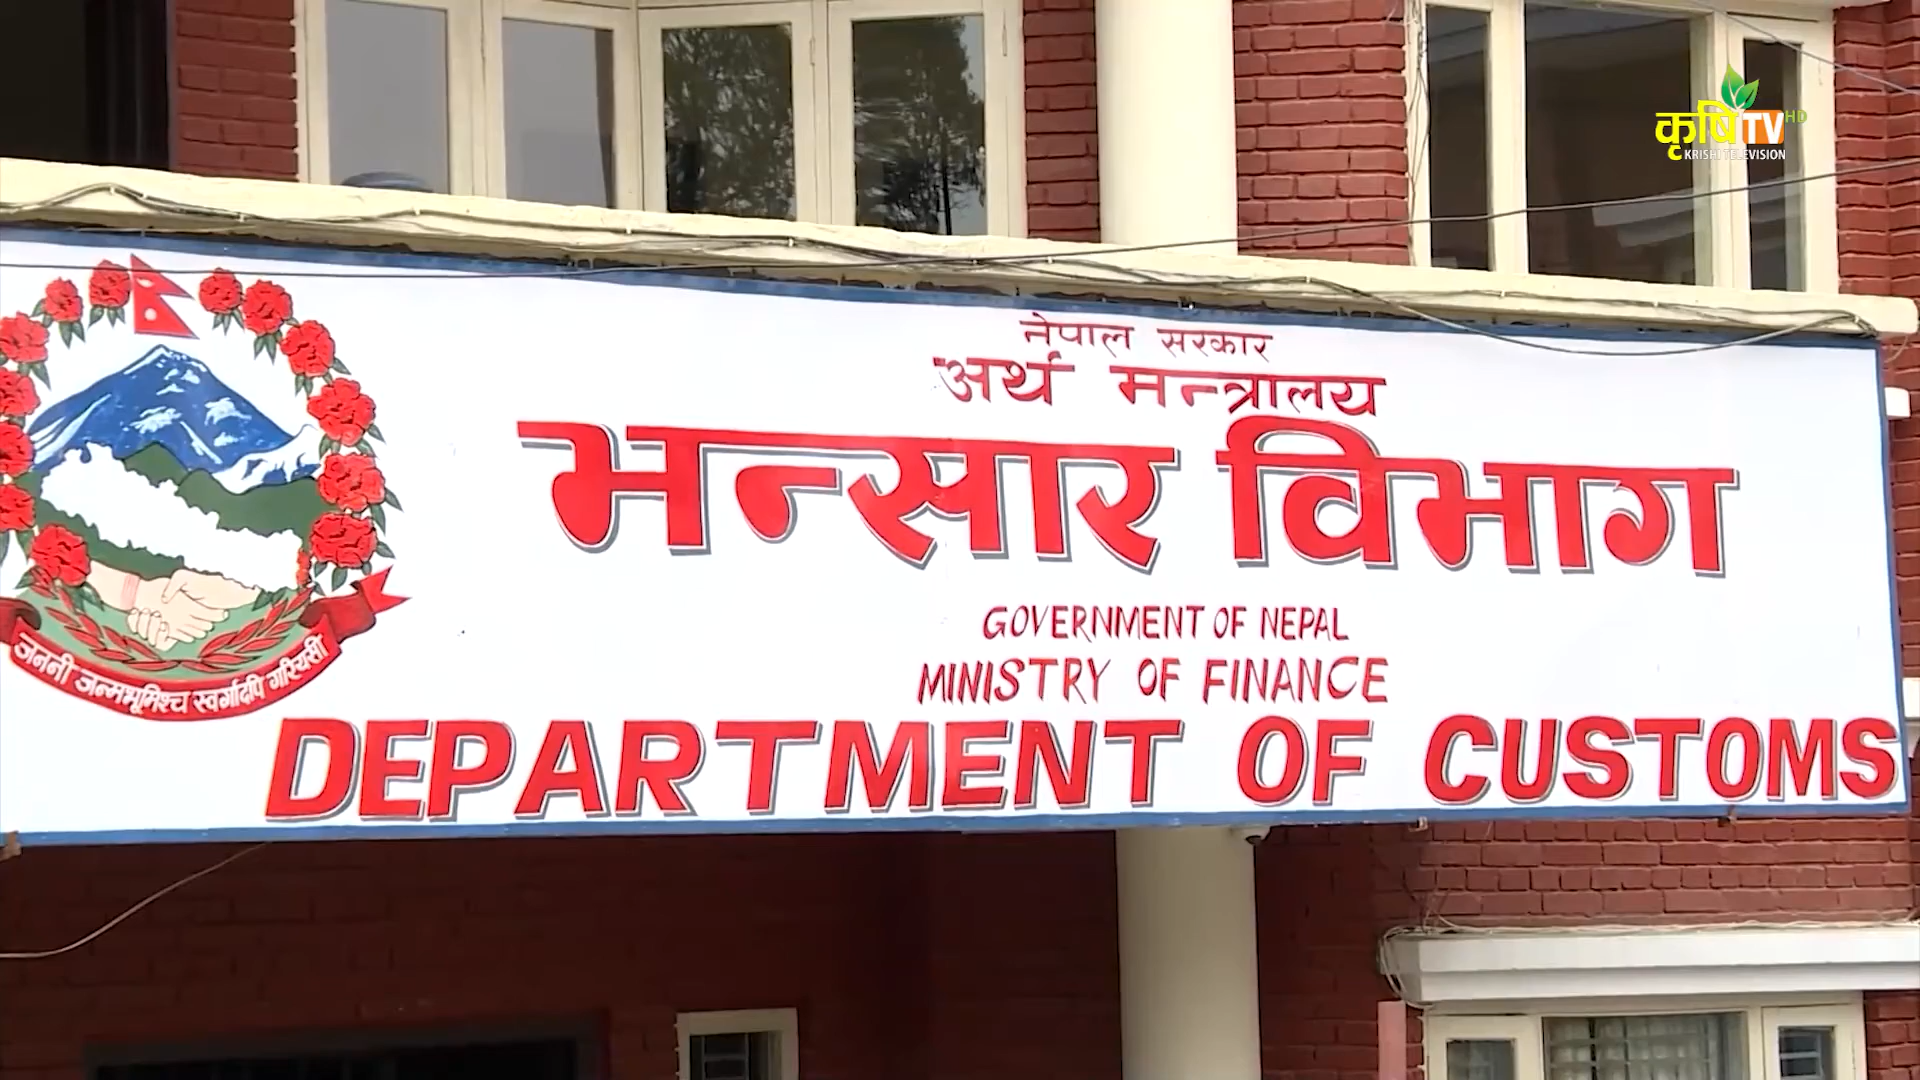 कृषि TV HD
KRISHI TELEVISION
नेपाल सरकार
अर्थ मन्त्रालय
भन्सार विभाग
GOVERNMENT OF NEPAL
MINISTRY OF FINANCE
DEPARTMENT OF CUSTOMS
जननी जन्मभूमिश्च स्वर्गादपि गरियसी